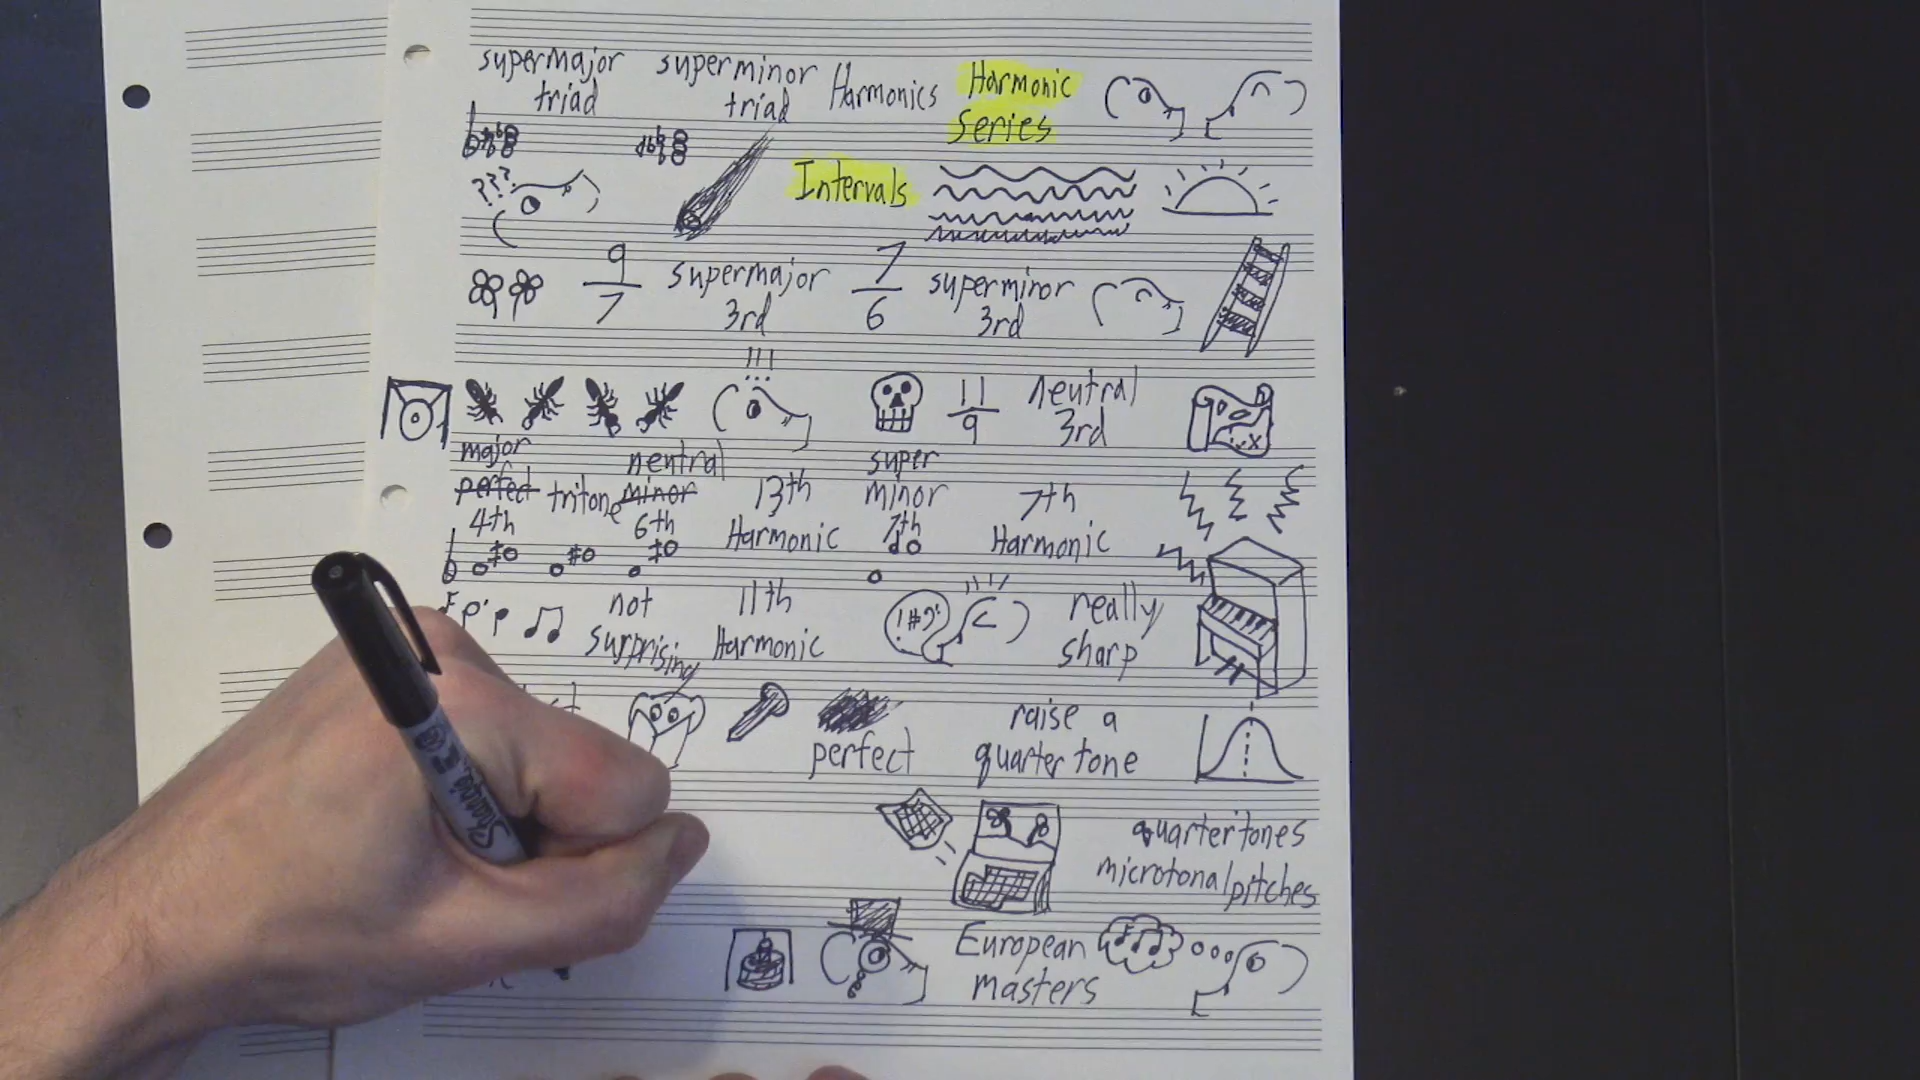 supermajor
triad
superminor
triad
Harmonics
Harmonic
Series
???
Intervals
9
7
supermajor
3rd
7
6
superminor
3rd
!!!
11
9
neutral
3rd
major
perfect
4th
tritone
neutral
minor
6th
13th
Harmonic
super
minor
7th
7th
Harmonic
not
surprising
11th
Harmonic
really
sharp
perfect
raise a
quarter tone
quartertones
microtonal pitches
European
masters
Sharpie